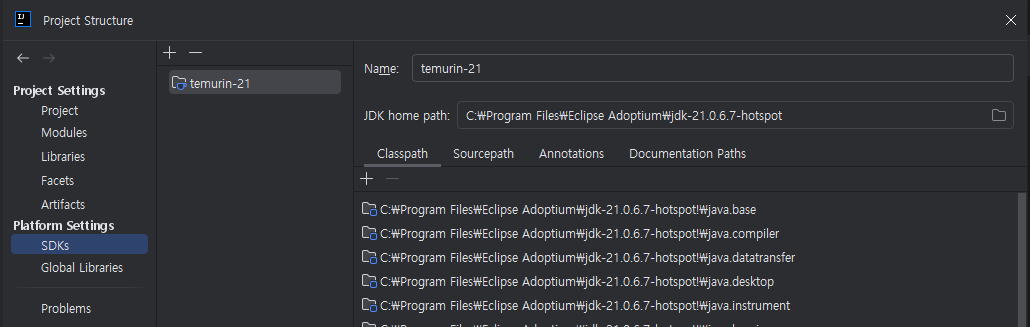 Project Structure
Project Settings
Project
Modules
Libraries
Facets
Artifacts
Platform Settings
SDKs
Global Libraries
Problems
temurin-21
Name: temurin-21
JDK home path: C:₩Program Files₩Eclipse Adoptium₩jdk-21.0.6.7-hotspot
Classpath Sourcepath Annotations Documentation Paths
C:₩Program Files₩Eclipse Adoptium₩jdk-21.0.6.7-hotspot!₩java.base
C:₩Program Files₩Eclipse Adoptium₩jdk-21.0.6.7-hotspot!₩java.compiler
C:₩Program Files₩Eclipse Adoptium₩jdk-21.0.6.7-hotspot!₩java.datatransfer
C:₩Program Files₩Eclipse Adoptium₩jdk-21.0.6.7-hotspot!₩java.desktop
C:₩Program Files₩Eclipse Adoptium₩jdk-21.0.6.7-hotspot!₩java.instrument